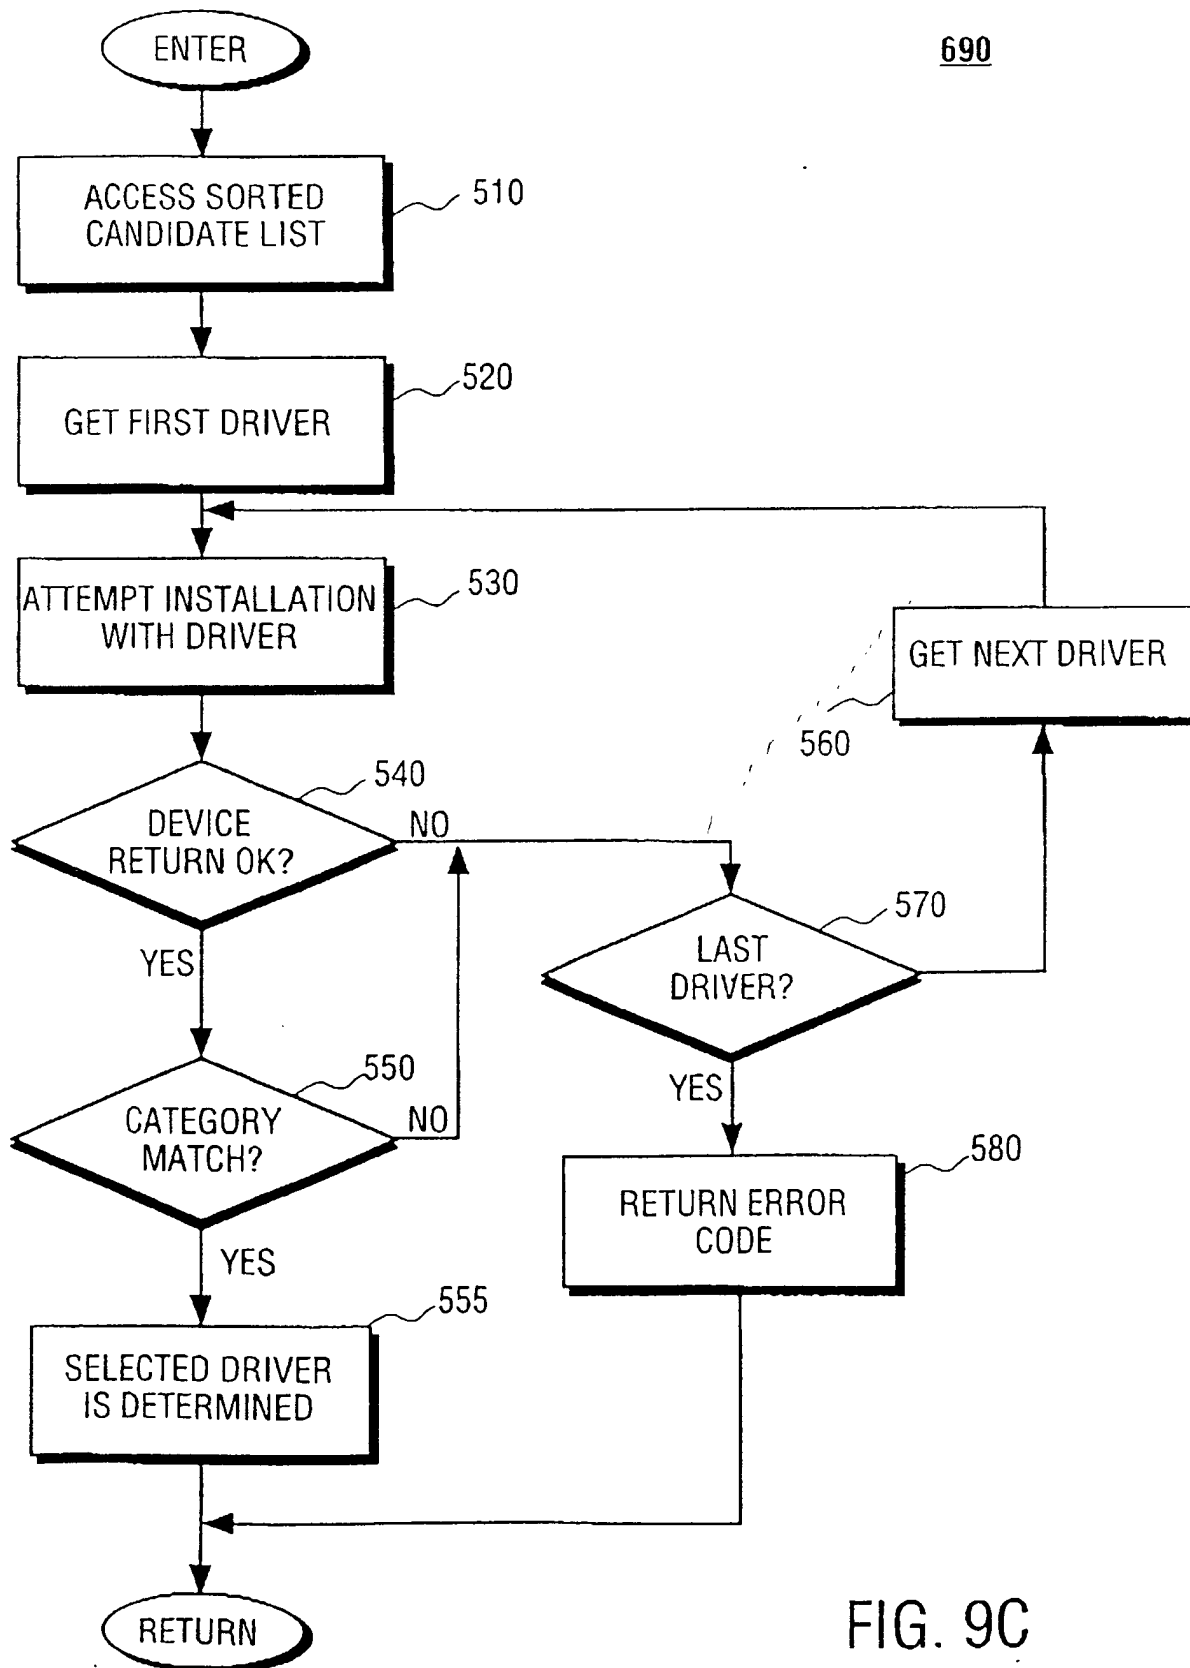 ENTER
690
ACCESS SORTED
CANDIDATE LIST
510
GET FIRST DRIVER
520
ATTEMPT INSTALLATION
WITH DRIVER
530
GET NEXT DRIVER
560
DEVICE
RETURN OK?
540
NO
YES
LAST
DRIVER?
570
YES
CATEGORY
MATCH?
550
NO
YES
RETURN ERROR
CODE
580
SELECTED DRIVER
IS DETERMINED
555
RETURN
FIG. 9C